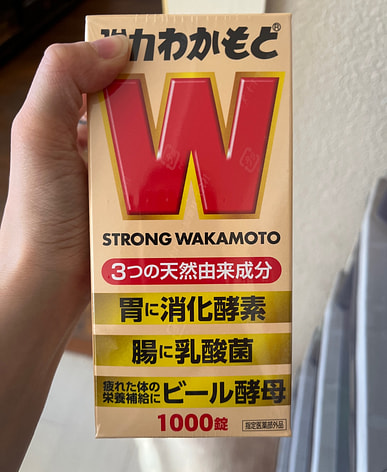 強力わかもと®
W
STRONG WAKAMOTO
3つの天然由来成分
胃に消化酵素
腸に乳酸菌
疲れた体の
栄養補給に ビール酵母
1000錠
指定医薬部外品